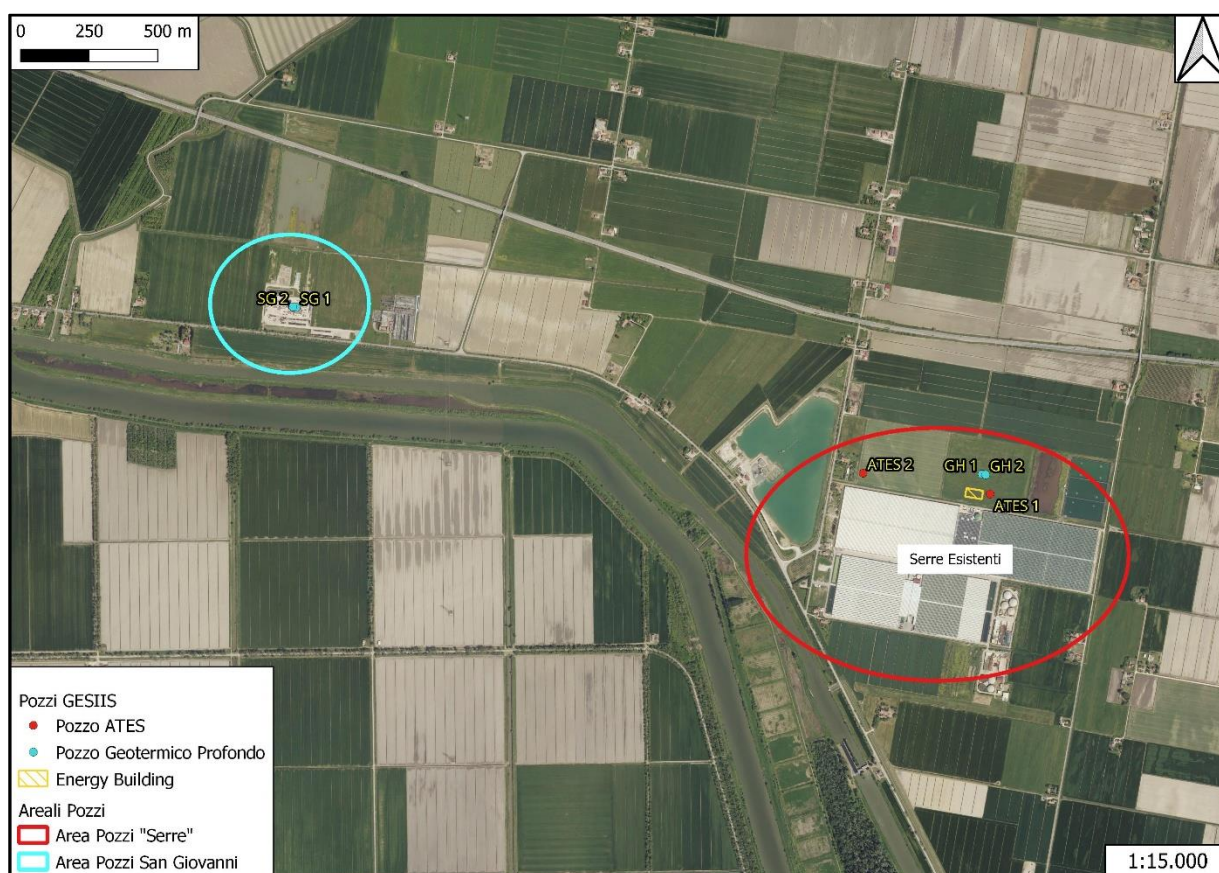 0 250 500 m
SG 2 SG 1
ATES 2
GH 1 GH 2
ATES 1
Serre Esistenti
Pozzi GESIIS
Pozzo ATES
Pozzo Geotermico Profondo
Energy Building
Areali Pozzi
Area Pozzi "Serre"
Area Pozzi San Giovanni
1:15.000